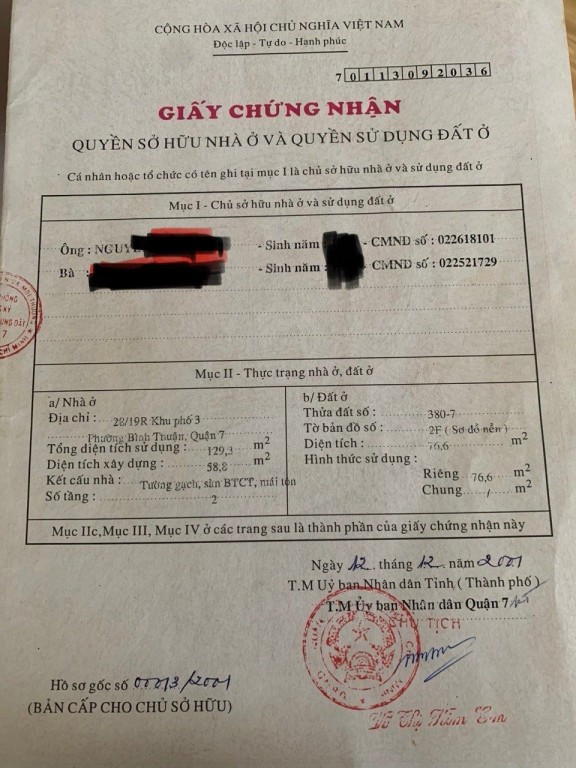 CỘNG HÒA XÃ HỘI CHỦ NGHĨA VIỆT NAM
Độc lập - Tự do - Hạnh phúc
7 0113092036
GIẤY CHỨNG NHẬN
QUYỀN SỞ HỮU NHÀ Ở VÀ QUYỀN SỬ DỤNG ĐẤT Ở
Cá nhân hoặc tổ chức có tên ghi tại mục I là chủ sở hữu nhà ở và sử dụng đất ở
Mục I - Chủ sở hữu nhà ở và sử dụng đất ở
Ông : NGUY - Sinh năm - CMND số : 022618101
Bà : - Sinh năm : - CMND số : 022521729
Mục II - Thực trạng nhà ở, đất ở
a/ Nhà ở
Địa chỉ : 28/19R Khu phố 3
Phường Bình Thuận, Quận 7
Tổng diện tích sử dụng : 129,3 m2
Diện tích xây dựng : 58,8 m2
Kết cấu nhà : Tường gạch, sàn BTCT, mái tôn
Số tầng : 2
b/ Đất ở
Thửa đất số : 380-7
Tờ bản đồ số : 2F ( Sơ đồ nền )
Diện tích : 76,6 m2
Hình thức sử dụng :
Riêng 76,6 m2
Chung / m2
Mục IIc,Mục III, Mục IV ở các trang sau là thành phần của giấy chứng nhận này
Ngày 12 tháng 12 năm 2001
T.M Uỷ ban Nhân dân Tỉnh ( Thành phố )
T.M Ủy ban Nhân dân Quận 7
CHỦ TỊCH
Võ Thị Kim Em
Hồ sơ gốc số 00013/2001
(BẢN CẤP CHO CHỦ SỞ HỮU)